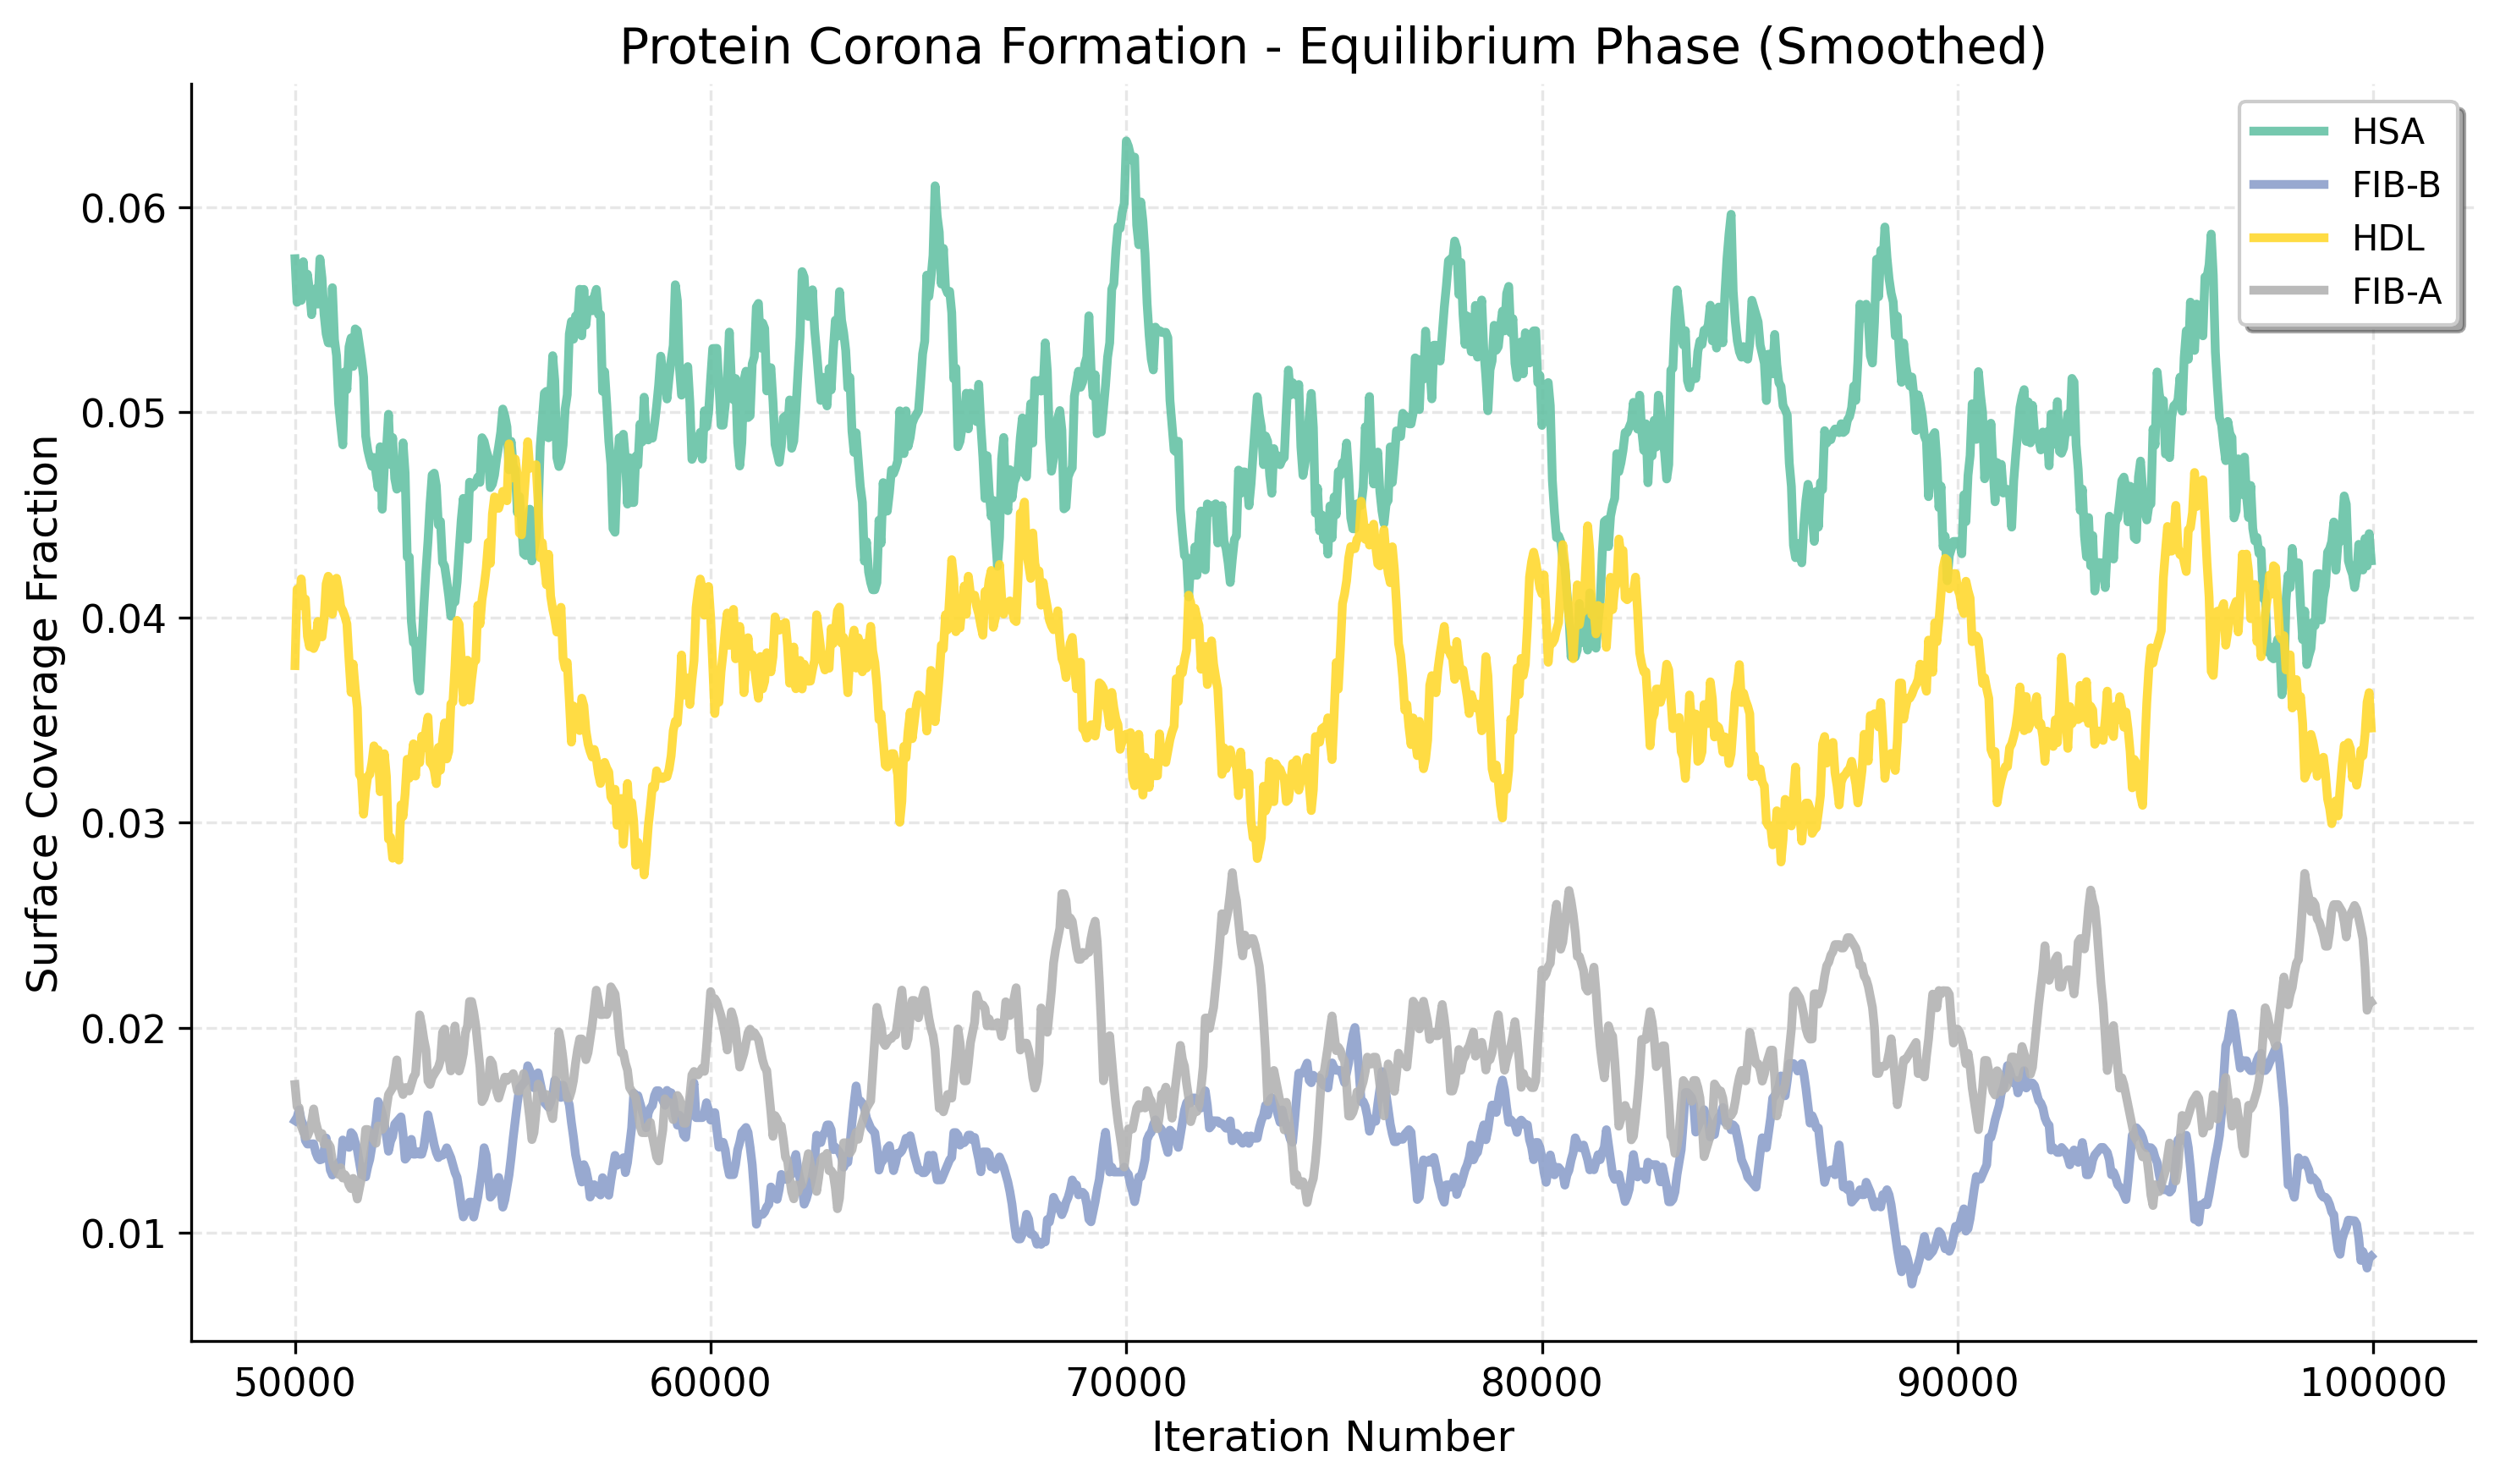 Protein Corona Formation - Equilibrium Phase (Smoothed)
HSA
FIB-B
HDL
FIB-A
Surface Coverage Fraction
0.06
0.05
0.04
0.03
0.02
0.01
50000
60000
70000
80000
90000
100000
Iteration Number